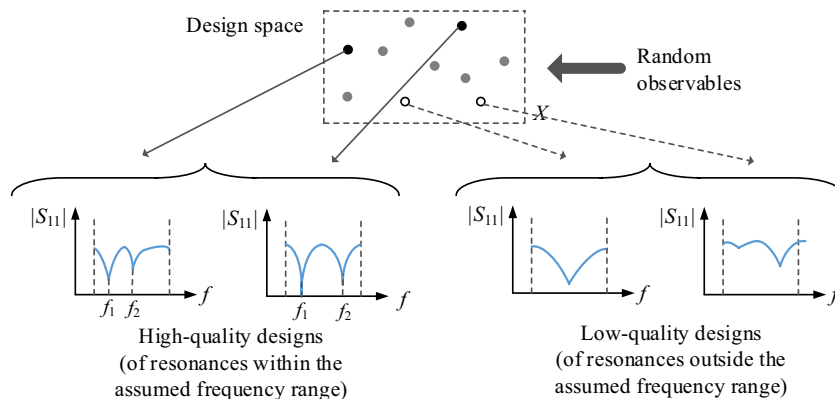 Design space
Random
observables
X
|S11|
|S11|
|S11|
|S11|
f
f
f
f
f1
f2
f1
f2
High-quality designs
(of resonances within the
assumed frequency range)
Low-quality designs
(of resonances outside the
assumed frequency range)